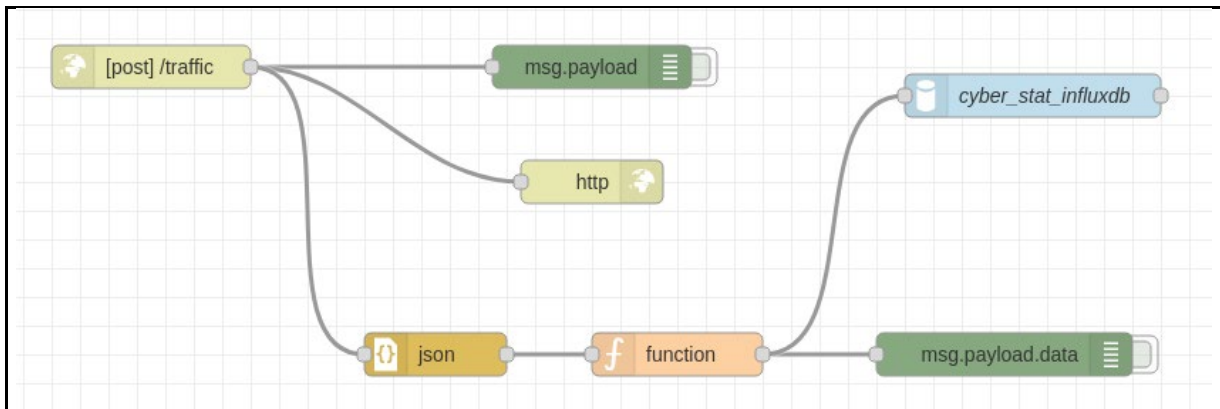 [post] /traffic
msg.payload
cyber_stat_influxdb
http
json
function
msg.payload.data